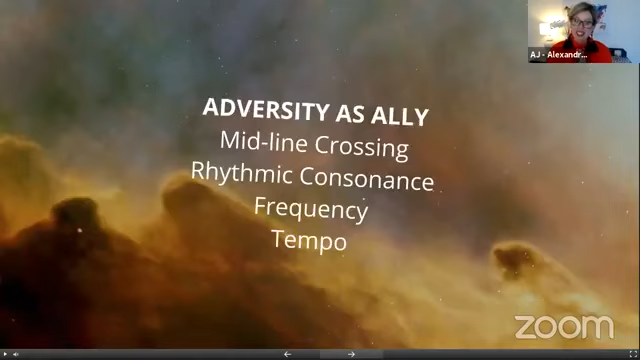 AJ - Alexandr...
ADVERSITY AS ALLY
Mid-line Crossing
Rhythmic Consonance
Frequency
Tempo
zoom